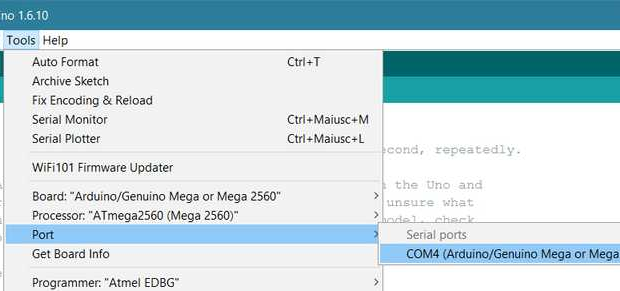 no 1.6.10
Tools Help
Auto Format Ctrl+T
Archive Sketch
Fix Encoding & Reload
Serial Monitor Ctrl+Maiusc+M
Serial Plotter Ctrl+Maiusc+L
econd, repeatedly.
WiFi101 Firmware Updater
Board: "Arduino/Genuino Mega or Mega 2560"
the Uno and
Processor: "ATmega2560 (Mega 2560)"
unsure what
check
Port
Serial ports
Get Board Info
COM4 (Arduino/Genuino Mega or Mega
Programmer: "Atmel EDBG"